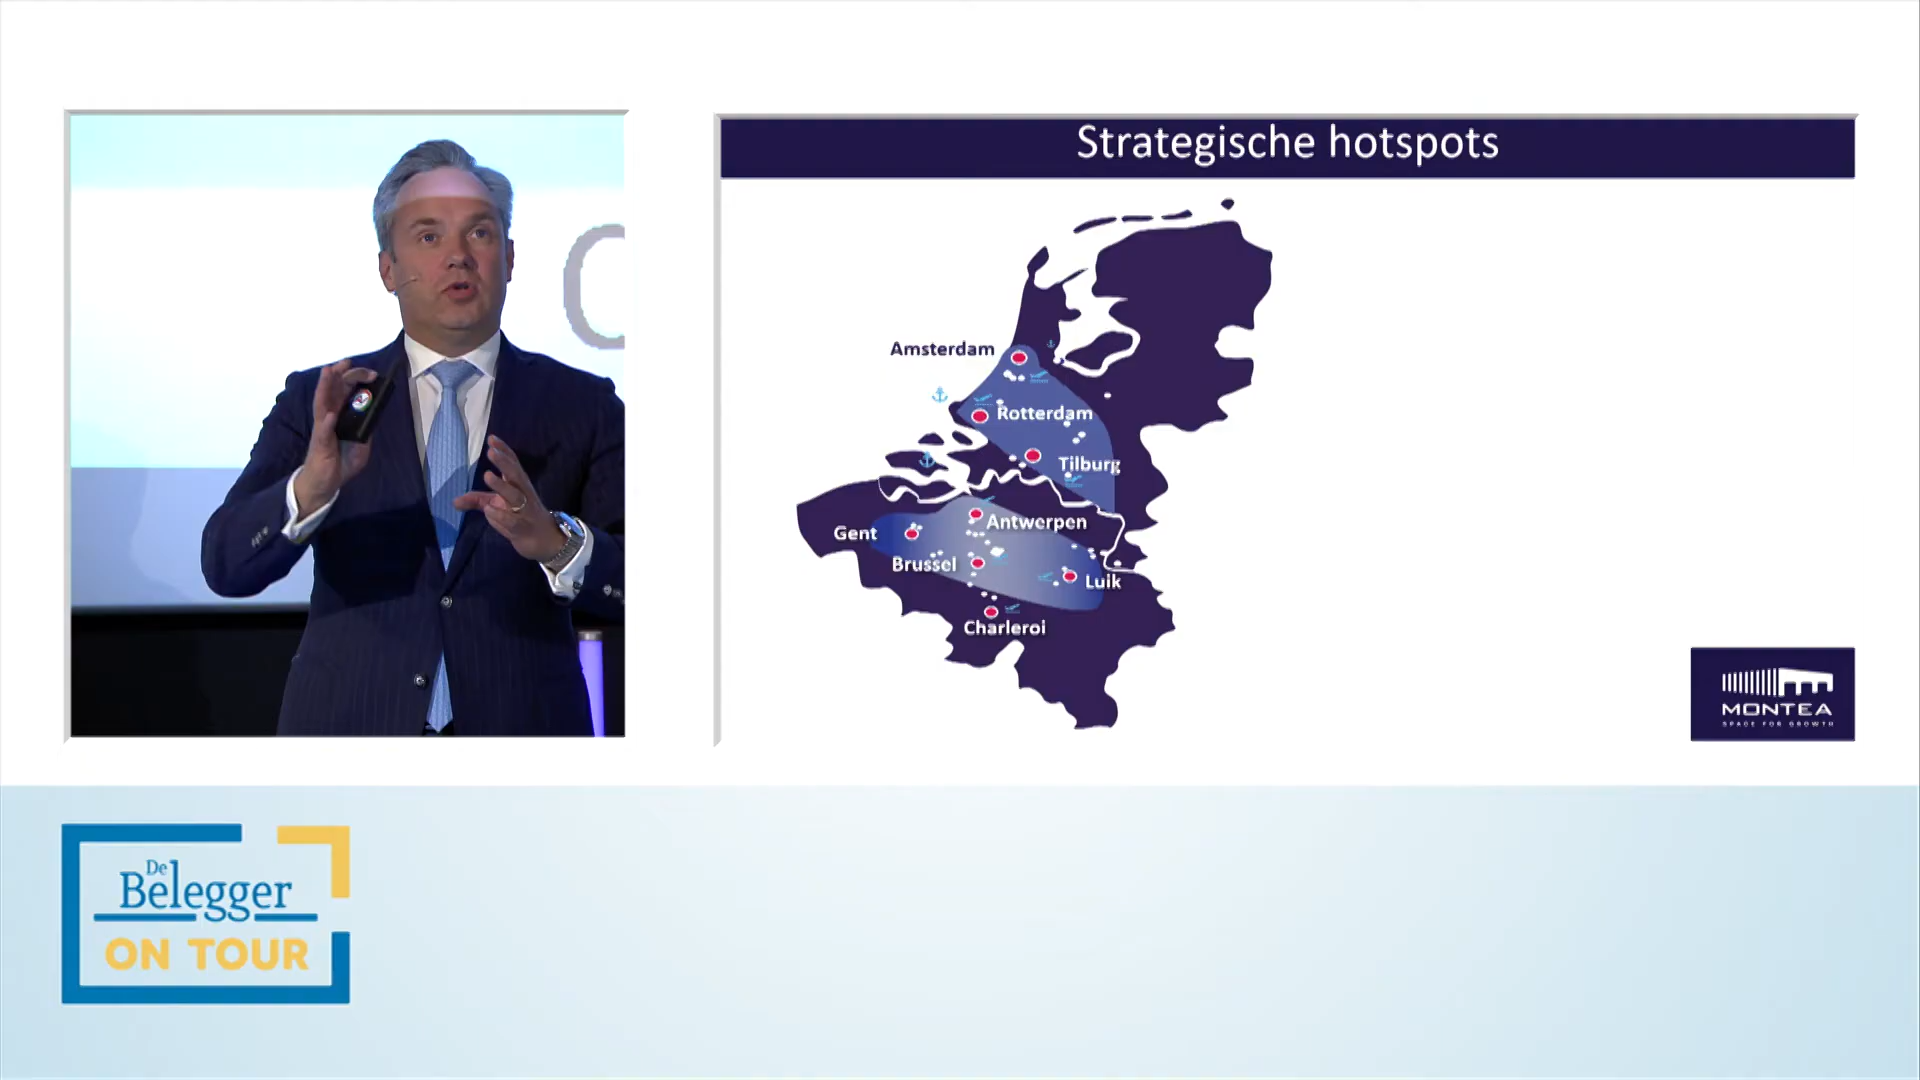 Strategische hotspots
Amsterdam
Rotterdam
Tilburg
Antwerpen
Gent
Brussel
Luik
Charleroi
MONTEA
SPACE FOR GROWTH
De
Belegger
ON TOUR